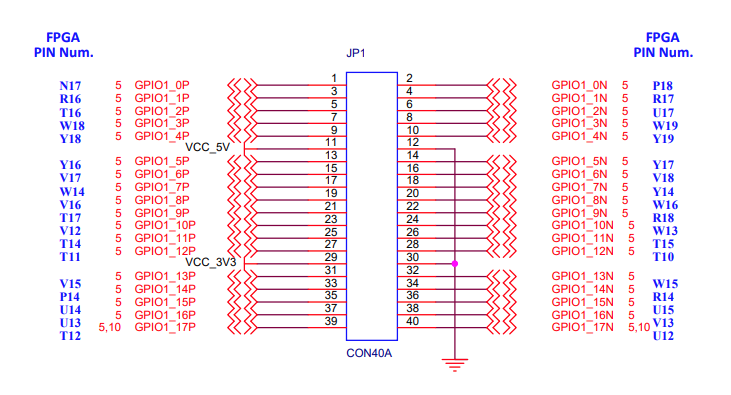 FPGA FPGA
PIN Num. JP1 PIN Num.
N17 5 GPIO1_0P 1 2 GPIO1_0N 5 P18
R16 5 GPIO1_1P 3 4 GPIO1_1N 5 R17
T16 5 GPIO1_2P 5 6 GPIO1_2N 5 U17
W18 5 GPIO1_3P 7 8 GPIO1_3N 5 W19
Y18 5 GPIO1_4P 9 10 GPIO1_4N 5 Y19
VCC_5V 11 12
Y16 5 GPIO1_5P 13 14 GPIO1_5N 5 Y17
V17 5 GPIO1_6P 15 16 GPIO1_6N 5 V18
W14 5 GPIO1_7P 17 18 GPIO1_7N 5 Y14
V16 5 GPIO1_8P 19 20 GPIO1_8N 5 W16
T17 5 GPIO1_9P 21 22 GPIO1_9N 5 R18
V12 5 GPIO1_10P 23 24 GPIO1_10N 5 W13
T14 5 GPIO1_11P 25 26 GPIO1_11N 5 T15
T11 5 GPIO1_12P 27 28 GPIO1_12N 5 T10
VCC_3V3 29 30
V15 5 GPIO1_13P 31 32 GPIO1_13N 5 W15
P14 5 GPIO1_14P 33 34 GPIO1_14N 5 R14
U14 5 GPIO1_15P 35 36 GPIO1_15N 5 U15
U13 5 GPIO1_16P 37 38 GPIO1_16N 5 V13
T12 5,10 GPIO1_17P 39 40 GPIO1_17N 5,10 U12
CON40A